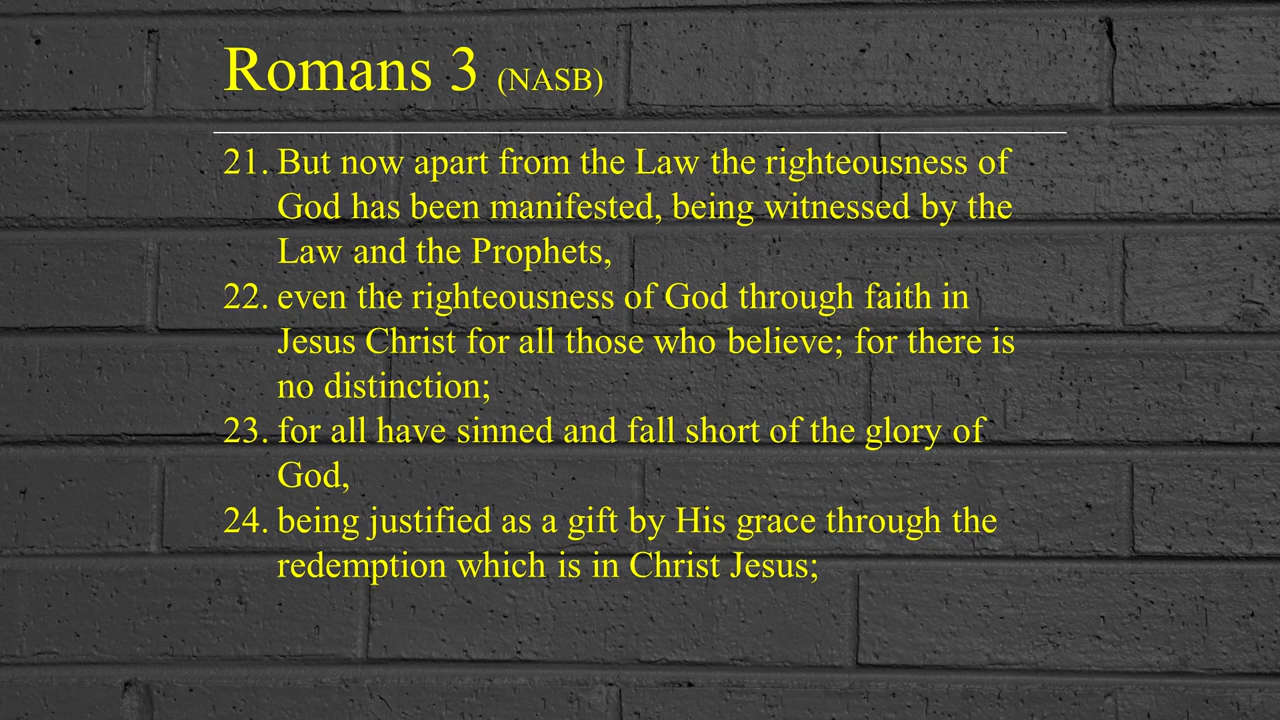 Romans 3 (NASB)
21. But now apart from the Law the righteousness of
God has been manifested, being witnessed by the
Law and the Prophets,
22. even the righteousness of God through faith in
Jesus Christ for all those who believe; for there is
no distinction;
23. for all have sinned and fall short of the glory of
God,
24. being justified as a gift by His grace through the
redemption which is in Christ Jesus;